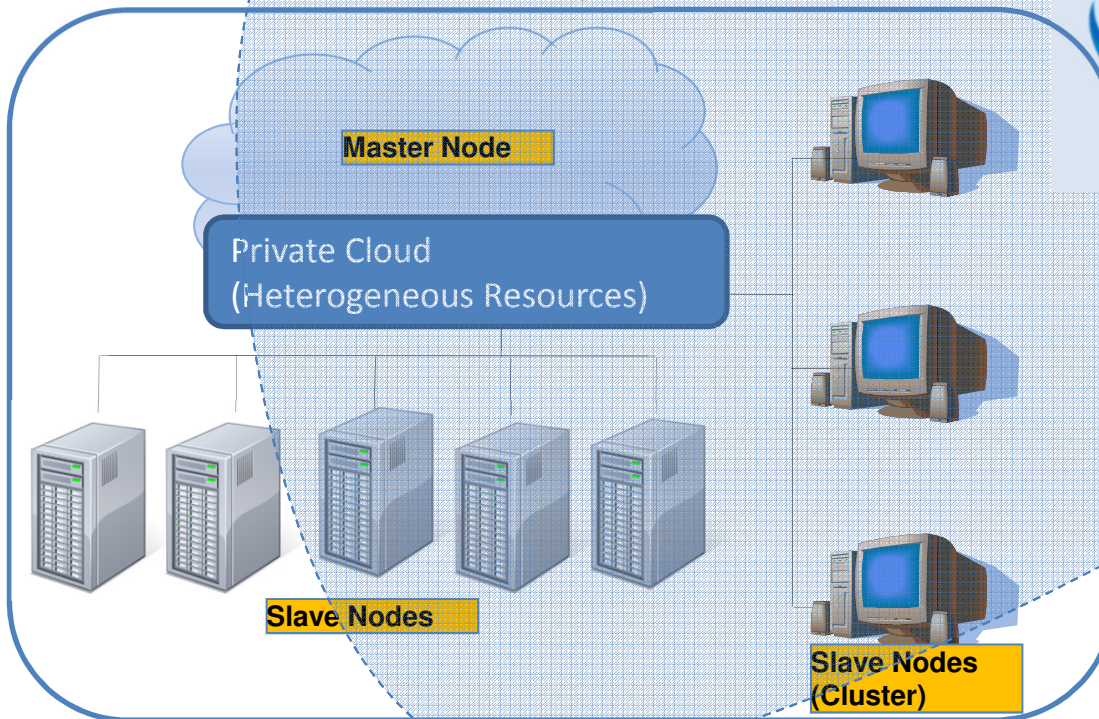 Master Node
Private Cloud
(Heterogeneous Resources)
Slave Nodes
Slave Nodes
(Cluster)